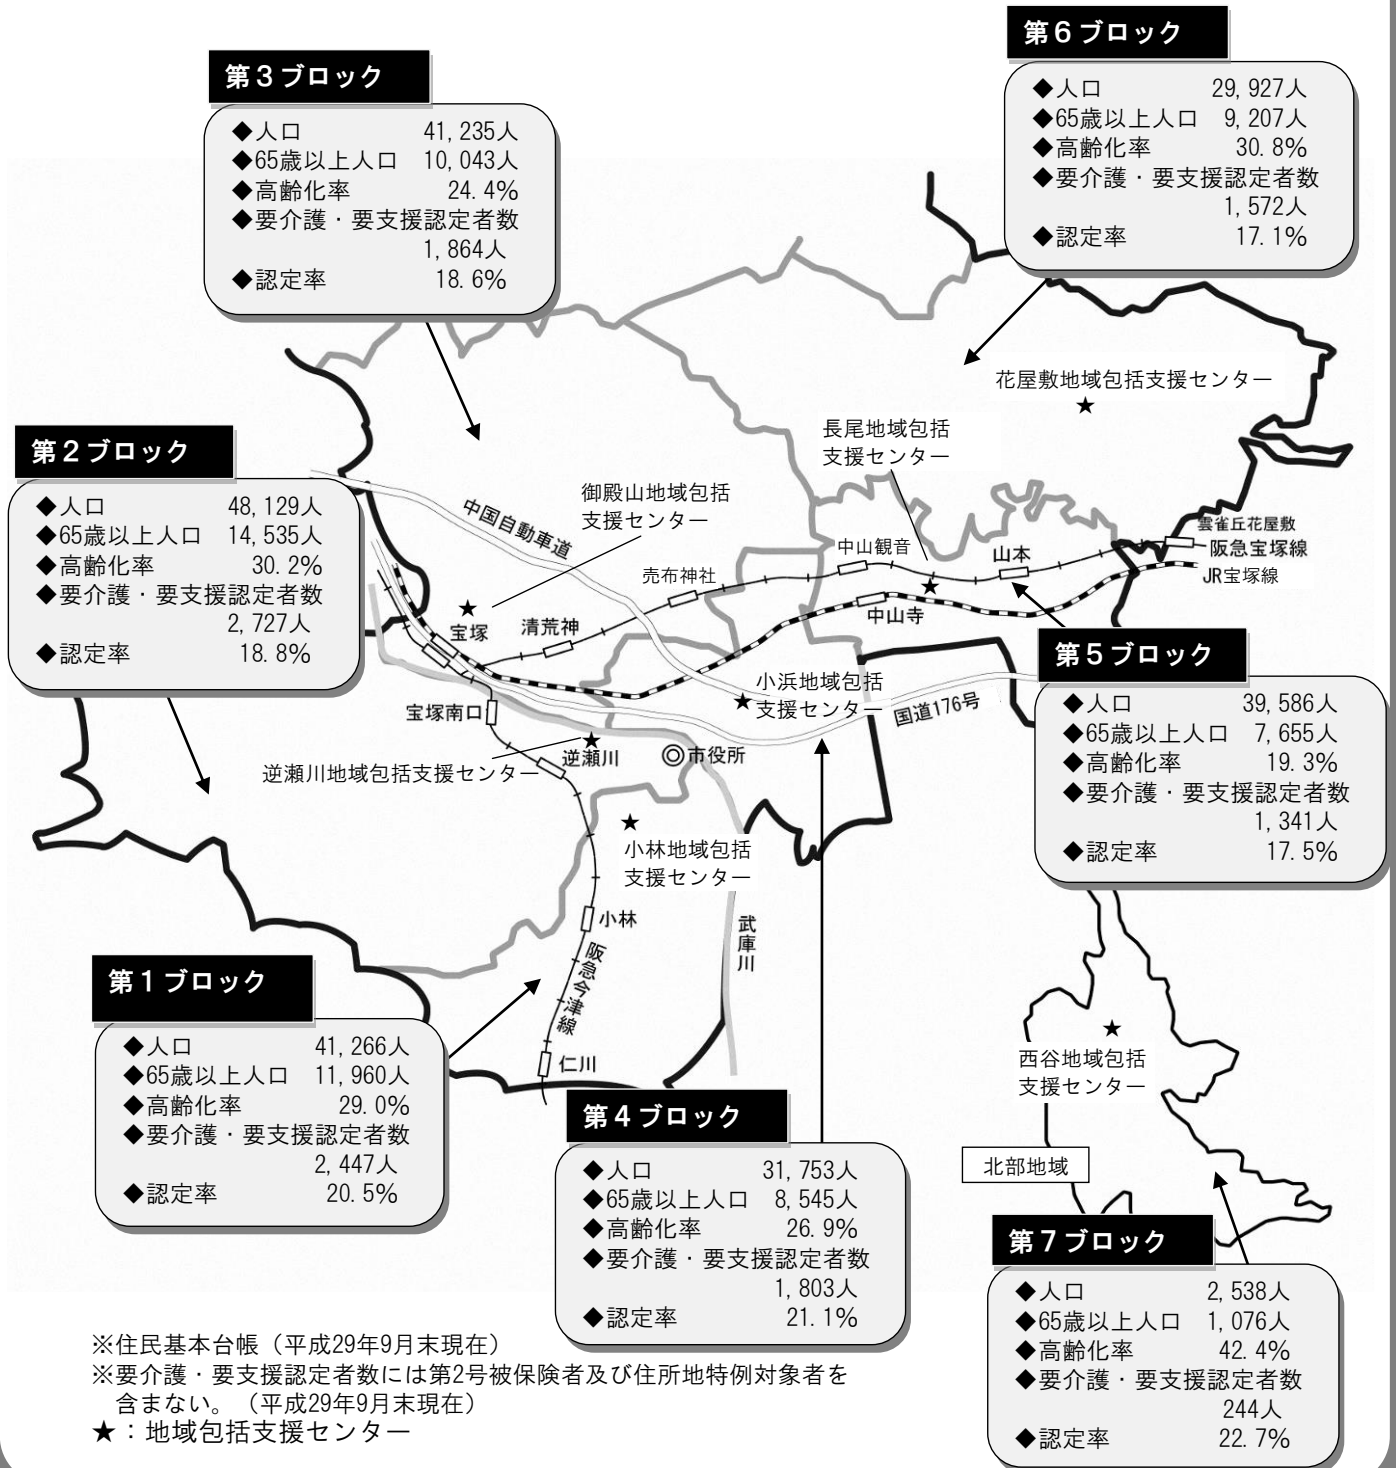 第6ブロック
◆人口 29,927人
◆65歳以上人口 9,207人
◆高齢化率 30.8%
◆要介護・要支援認定者数
1,572人
◆認定率 17.1%
第3ブロック
◆人口 41,235人
◆65歳以上人口 10,043人
◆高齢化率 24.4%
◆要介護・要支援認定者数
1,864人
◆認定率 18.6%
花屋敷地域包括支援センター
★
長尾地域包括
支援センター
第2ブロック
◆人口 48,129人
◆65歳以上人口 14,535人
◆高齢化率 30.2%
◆要介護・要支援認定者数
2,727人
◆認定率 18.8%
御殿山地域包括
支援センター
中国自動車道
雲雀丘花屋敷
阪急宝塚線
JR宝塚線
中山観音
山本
売布神社
★
中山寺
★
宝塚
清荒神
小浜地域包括
★支援センター
国道176号
第5ブロック
◆人口 39,586人
◆65歳以上人口 7,655人
◆高齢化率 19.3%
◆要介護・要支援認定者数
1,341人
◆認定率 17.5%
宝塚南口
★
逆瀬川
◎市役所
逆瀬川地域包括支援センター
★
小林地域包括
支援センター
小林
武庫川
阪急今津線
仁川
第1ブロック
◆人口 41,266人
◆65歳以上人口 11,960人
◆高齢化率 29.0%
◆要介護・要支援認定者数
2,447人
◆認定率 20.5%
★
西谷地域包括
支援センター
北部地域
第4ブロック
◆人口 31,753人
◆65歳以上人口 8,545人
◆高齢化率 26.9%
◆要介護・要支援認定者数
1,803人
◆認定率 21.1%
第7ブロック
◆人口 2,538人
◆65歳以上人口 1,076人
◆高齢化率 42.4%
◆要介護・要支援認定者数
244人
◆認定率 22.7%
※住民基本台帳（平成29年9月末現在）
※要介護・要支援認定者数には第2号被保険者及び住所地特例対象者を
含まない。（平成29年9月末現在）
★：地域包括支援センター